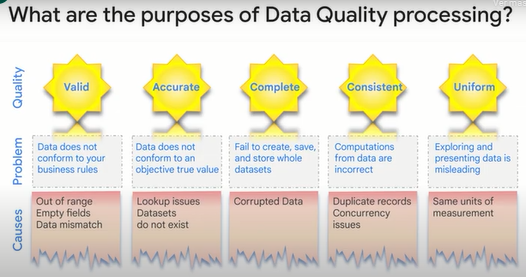 What are the purposes of Data Quality processing?
Quality
Valid
Accurate
Complete
Consistent
Uniform
Problem
Data does not
conform to your
business rules
Data does not
conform to an
objective true value
Fail to create, save,
and store whole
datasets
Computations
from data are
incorrect
Exploring and
presenting data is
misleading
Causes
Out of range
Empty fields
Data mismatch
Lookup issues
Datasets
do not exist
Corrupted Data
Duplicate records
Concurrency
issues
Same units of
measurement